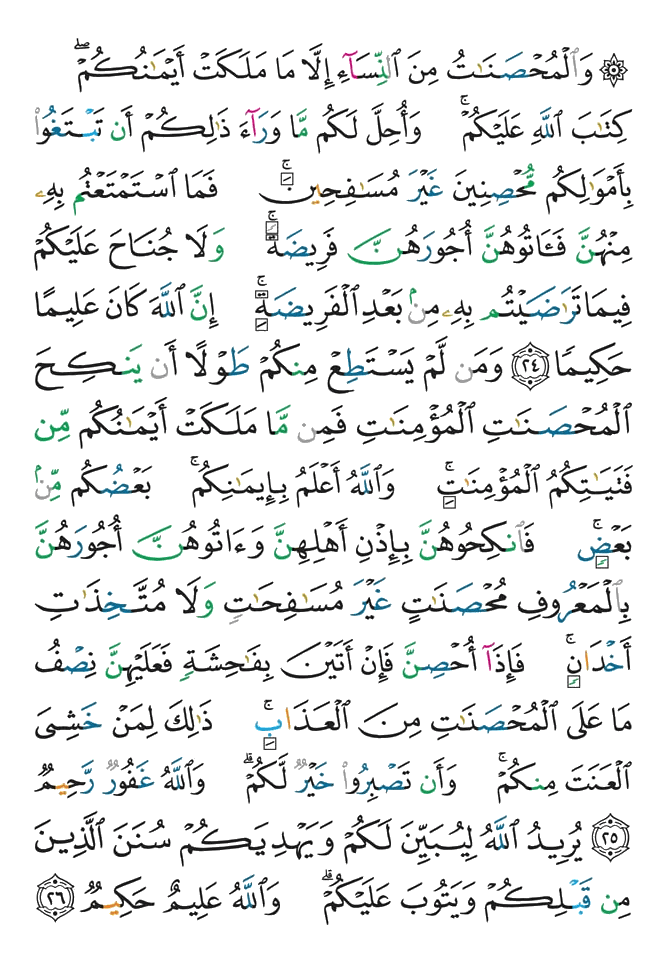 ۞ وَٱلْمُحْصَنَـٰتُ مِنَ ٱلنِّسَآءِ إِلَّا مَا مَلَكَتْ أَيْمَـٰنُكُمْ ۖ
كِتَـٰبَ ٱللَّهِ عَلَيْكُمْ ۚ وَأُحِلَّ لَكُم مَّا وَرَآءَ ذَٰلِكُمْ أَن تَبْتَغُوا۟
بِأَمْوَٰلِكُم مُّحْصِنِينَ غَيْرَ مُسَـٰفِحِينَ ۚ فَمَا ٱسْتَمْتَعْتُم بِهِۦ
مِنْهُنَّ فَـَٔاتُوهُنَّ أُجُورَهُنَّ فَرِيضَةً ۚ وَلَا جُنَاحَ عَلَيْكُمْ
فِيمَا تَرَٰضَيْتُم بِهِۦ مِنۢ بَعْدِ ٱلْفَرِيضَةِ ۚ إِنَّ ٱللَّهَ كَانَ عَلِيمًا
حَكِيمًا ٢٤ وَمَن لَّمْ يَسْتَطِعْ مِنكُمْ طَوْلًا أَن يَنكِحَ
ٱلْمُحْصَنَـٰتِ ٱلْمُؤْمِنَـٰتِ فَمِن مَّا مَلَكَتْ أَيْمَـٰنُكُم مِّن
فَتَيَـٰتِكُمُ ٱلْمُؤْمِنَـٰتِ ۚ وَٱللَّهُ أَعْلَمُ بِإِيمَـٰنِكُم ۚ بَعْضُكُم مِّنۢ
بَعْضٍ ۚ فَٱنكِحُوهُنَّ بِإِذْنِ أَهْلِهِنَّ وَءَاتُوهُنَّ أُجُورَهُنَّ
بِٱلْمَعْرُوفِ مُحْصَنَـٰتٍ غَيْرَ مُسَـٰفِحَـٰتٍ وَلَا مُتَّخِذَٰتِ
أَخْدَانٍ ۚ فَإِذَآ أُحْصِنَّ فَإِنْ أَتَيْنَ بِفَـٰحِشَةٍ فَعَلَيْهِنَّ نِصْفُ
مَا عَلَى ٱلْمُحْصَنَـٰتِ مِنَ ٱلْعَذَابِ ۚ ذَٰلِكَ لِمَنْ خَشِىَ
ٱلْعَنَتَ مِنكُمْ ۚ وَأَن تَصْبِرُوا۟ خَيْرٌ لَّكُمْ ۗ وَٱللَّهُ غَفُورٌ رَّحِيمٌ
٢٥ يُرِيدُ ٱللَّهُ لِيُبَيِّنَ لَكُمْ وَيَهْدِيَكُمْ سُنَنَ ٱلَّذِينَ
مِن قَبْلِكُمْ وَيَتُوبَ عَلَيْكُمْ ۗ وَٱللَّهُ عَلِيمٌ حَكِيمٌ ٢٦